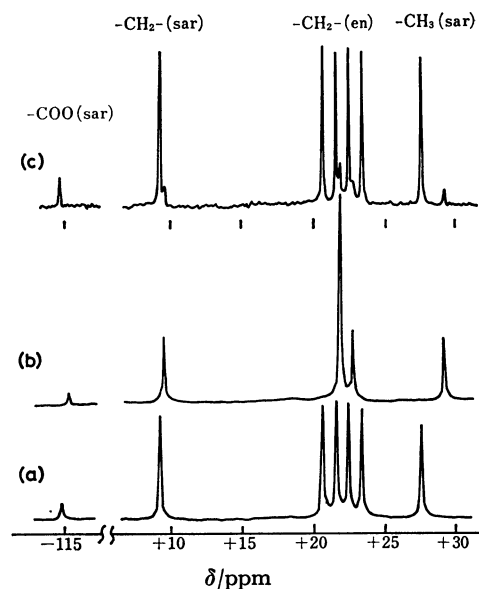 -CH₂-(sar) -CH₂-(en) -CH₃(sar)
-COO(sar)
(c)
(b)
(a)
-115 +10 +15 +20 +25 +30
δ/ppm